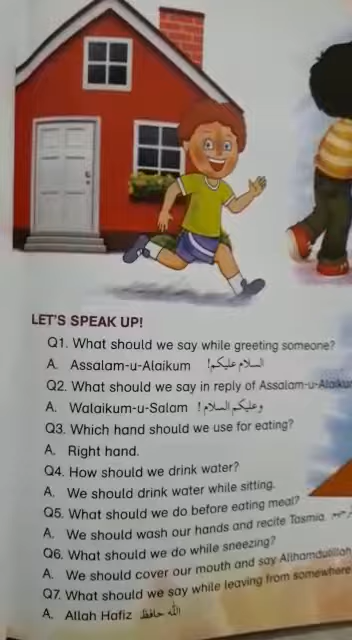 LET'S SPEAK UP!
Q1. What should we say while greeting someone?
A. Assalam-u-Alaikum السلام علیکم!
Q2. What should we say in reply of Assalam-u-Alaikum
A. Walaikum-u-Salam وعلیکم السلام!
Q3. Which hand should we use for eating?
A. Right hand.
Q4. How should we drink water?
A. We should drink water while sitting.
Q5. What should we do before eating meal?
A. We should wash our hands and recite Tasmia.
Q6. What should we do while sneezing?
A. We should cover our mouth and say Alhamdulillah
Q7. What should we say while leaving from somewhere
A. Allah Hafiz الله حافظ